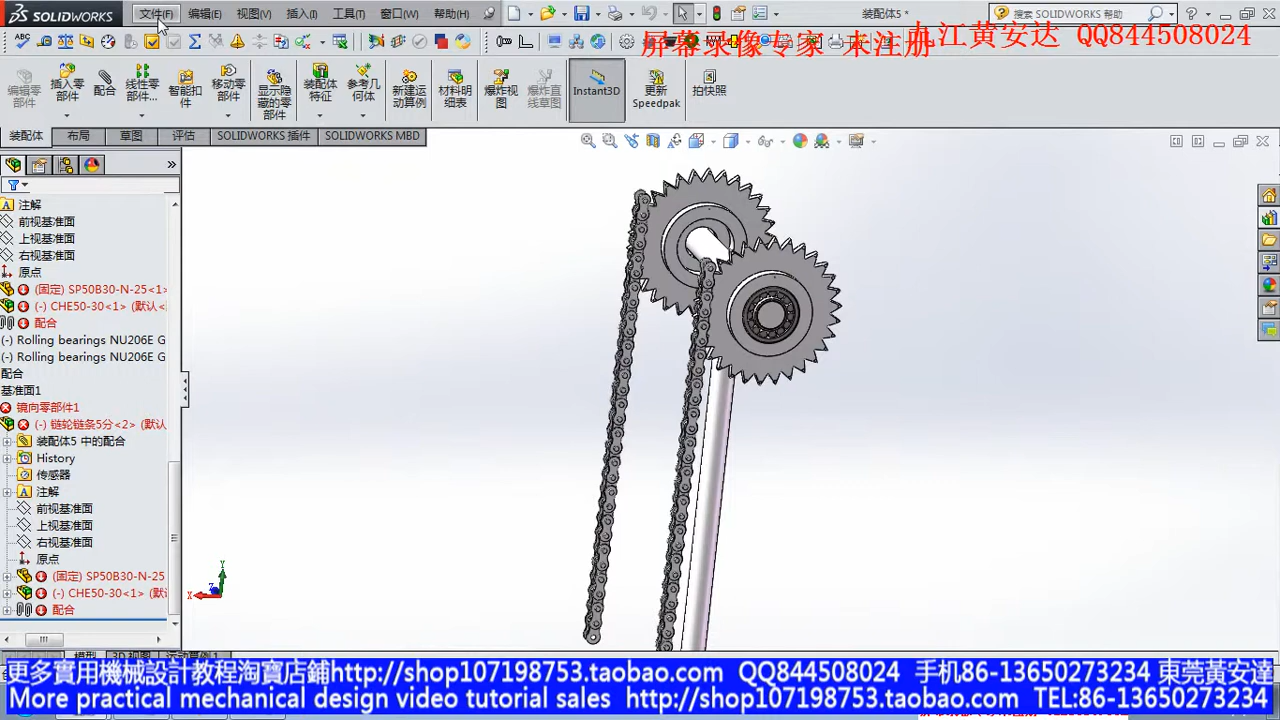 SOLIDWORKS 文件(F) 编辑(E) 视图(V) 插入(I) 工具(T) 窗口(W) 帮助(H) 装配体5 * 搜索 SOLIDWORKS 帮助
屏幕录像专家 未注册
九江黄安达 QQ844508024
编辑零部件 插入零部件 配合 线性零部件... 智能扣件 移动零部件 显示隐藏的零部件 装配体特征 参考几何体 新建运动算例 材料明细表 爆炸视图 爆炸直线草图 Instant3D 更新Speedpak 拍快照
装配体 布局 草图 评估 SOLIDWORKS 插件 SOLIDWORKS MBD
注解
前视基准面
上视基准面
右视基准面
原点
(固定) SP50B30-N-25<1>
(-) CHE50-30<1> (默认<
配合
(-) Rolling bearings NU206E G
(-) Rolling bearings NU206E G
配合
基准面1
镜向零部件1
(-) 链轮链条5分<2> (默认
装配体5 中的配合
History
传感器
注解
前视基准面
上视基准面
右视基准面
原点
(固定) SP50B30-N-25
(-) CHE50-30<1> (默
配合
Y
X
Z
模型 3D 视图 运动算例1
更多實用機械設計教程淘寶店鋪http://shop107198753.taobao.com QQ844508024 手机86-13650273234 東莞黃安達
More practical mechanical design video tutorial sales http://shop107198753.taobao.com TEL:86-13650273234